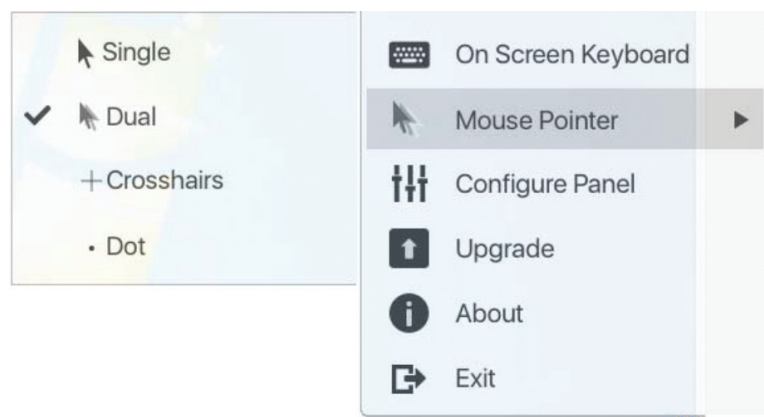 Single
Dual
Crosshairs
Dot
On Screen Keyboard
Mouse Pointer
Configure Panel
Upgrade
About
Exit